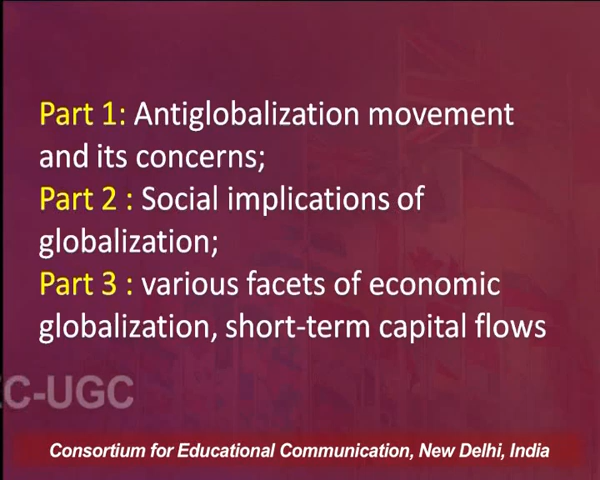 Part 1: Antiglobalization movement
and its concerns;
Part 2 : Social implications of
globalization;
Part 3 : various facets of economic
globalization, short-term capital flows
EC-UGC
Consortium for Educational Communication, New Delhi, India